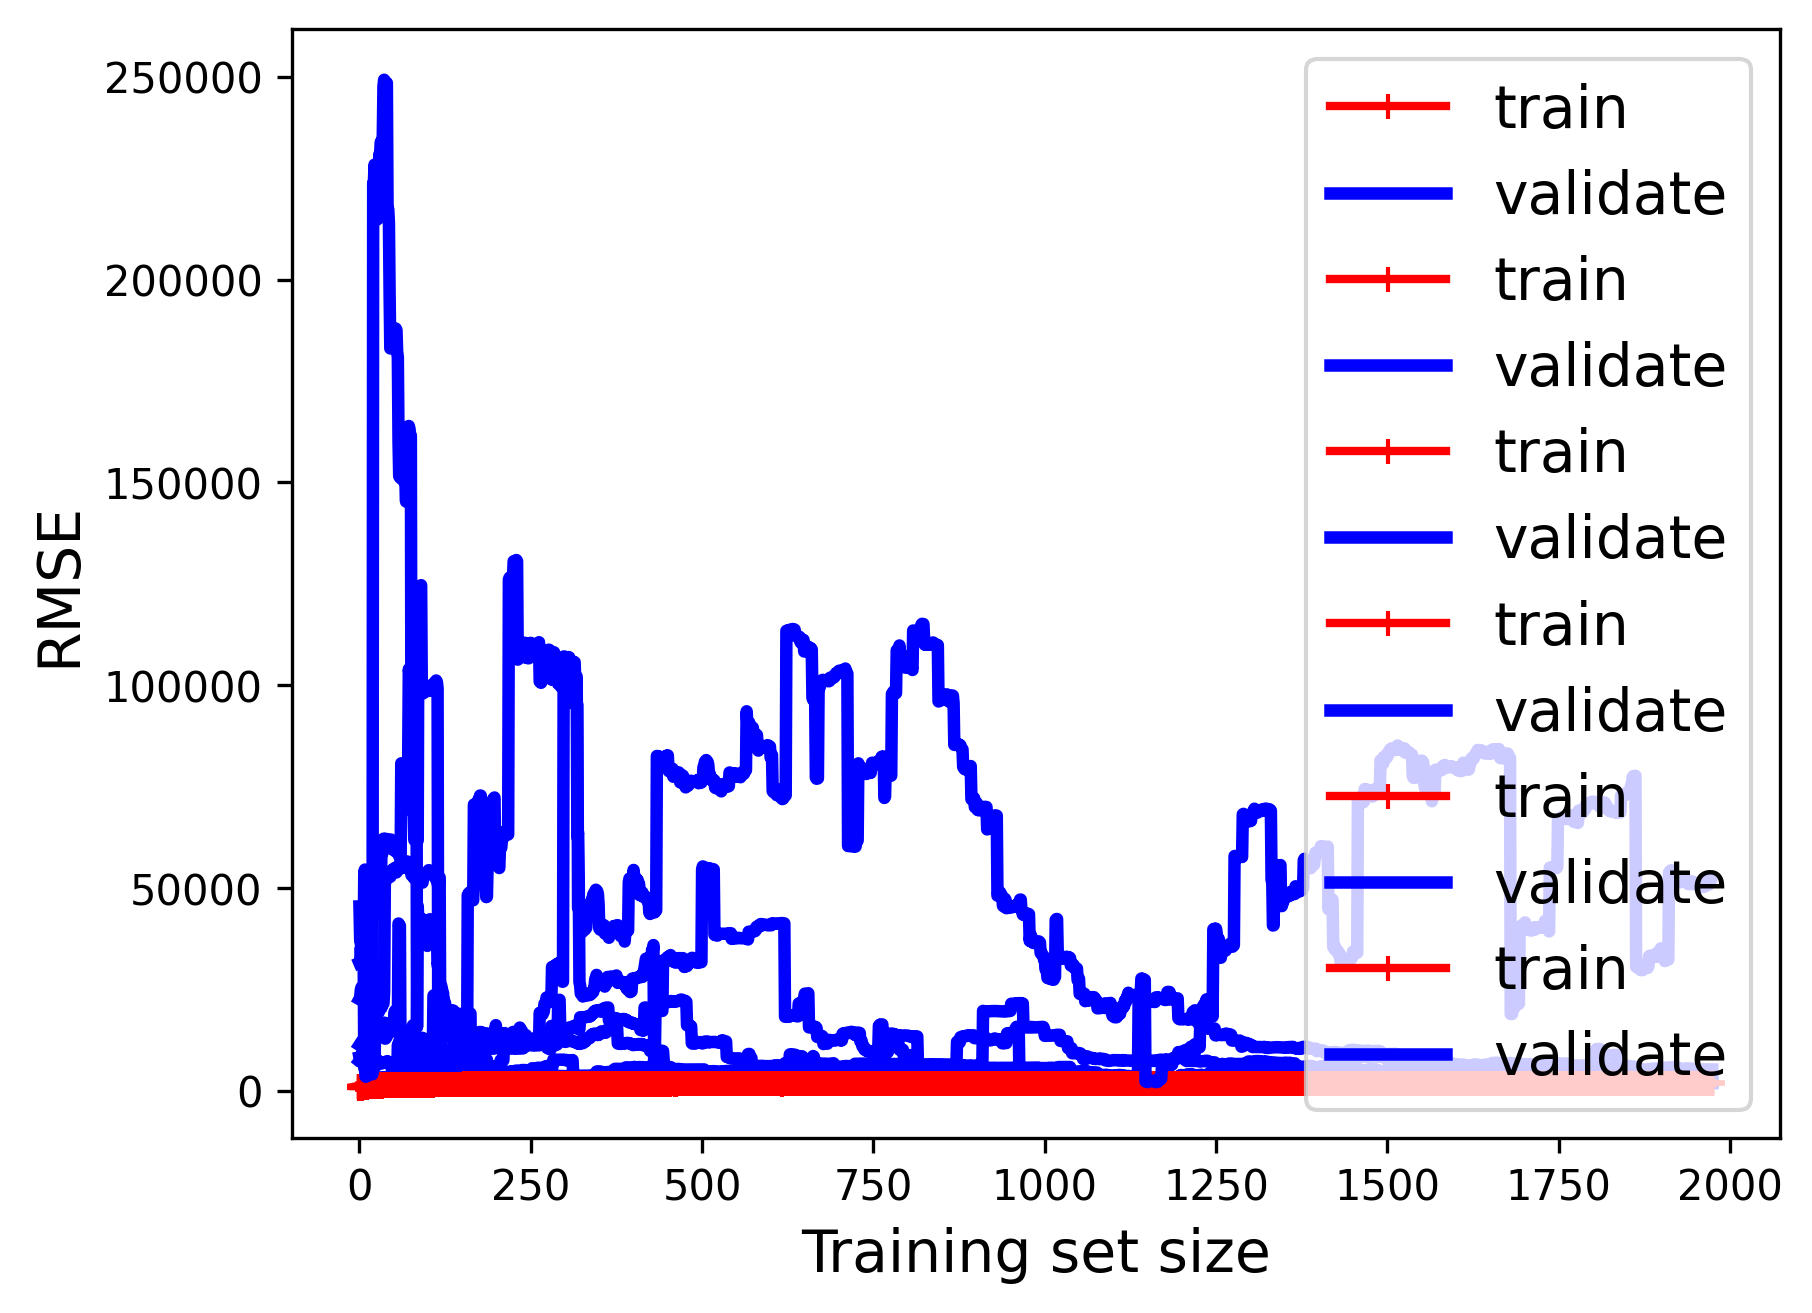 250000
200000
150000
100000
50000
0
RMSE
train
validate
train
validate
train
validate
train
validate
train
validate
train
validate
0 250 500 750 1000 1250 1500 1750 2000
Training set size